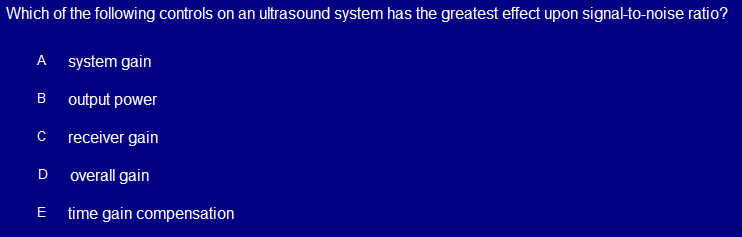 Which of the following controls on an ultrasound system has the greatest effect upon signal-to-noise ratio?
A system gain
B output power
C receiver gain
D overall gain
E time gain compensation